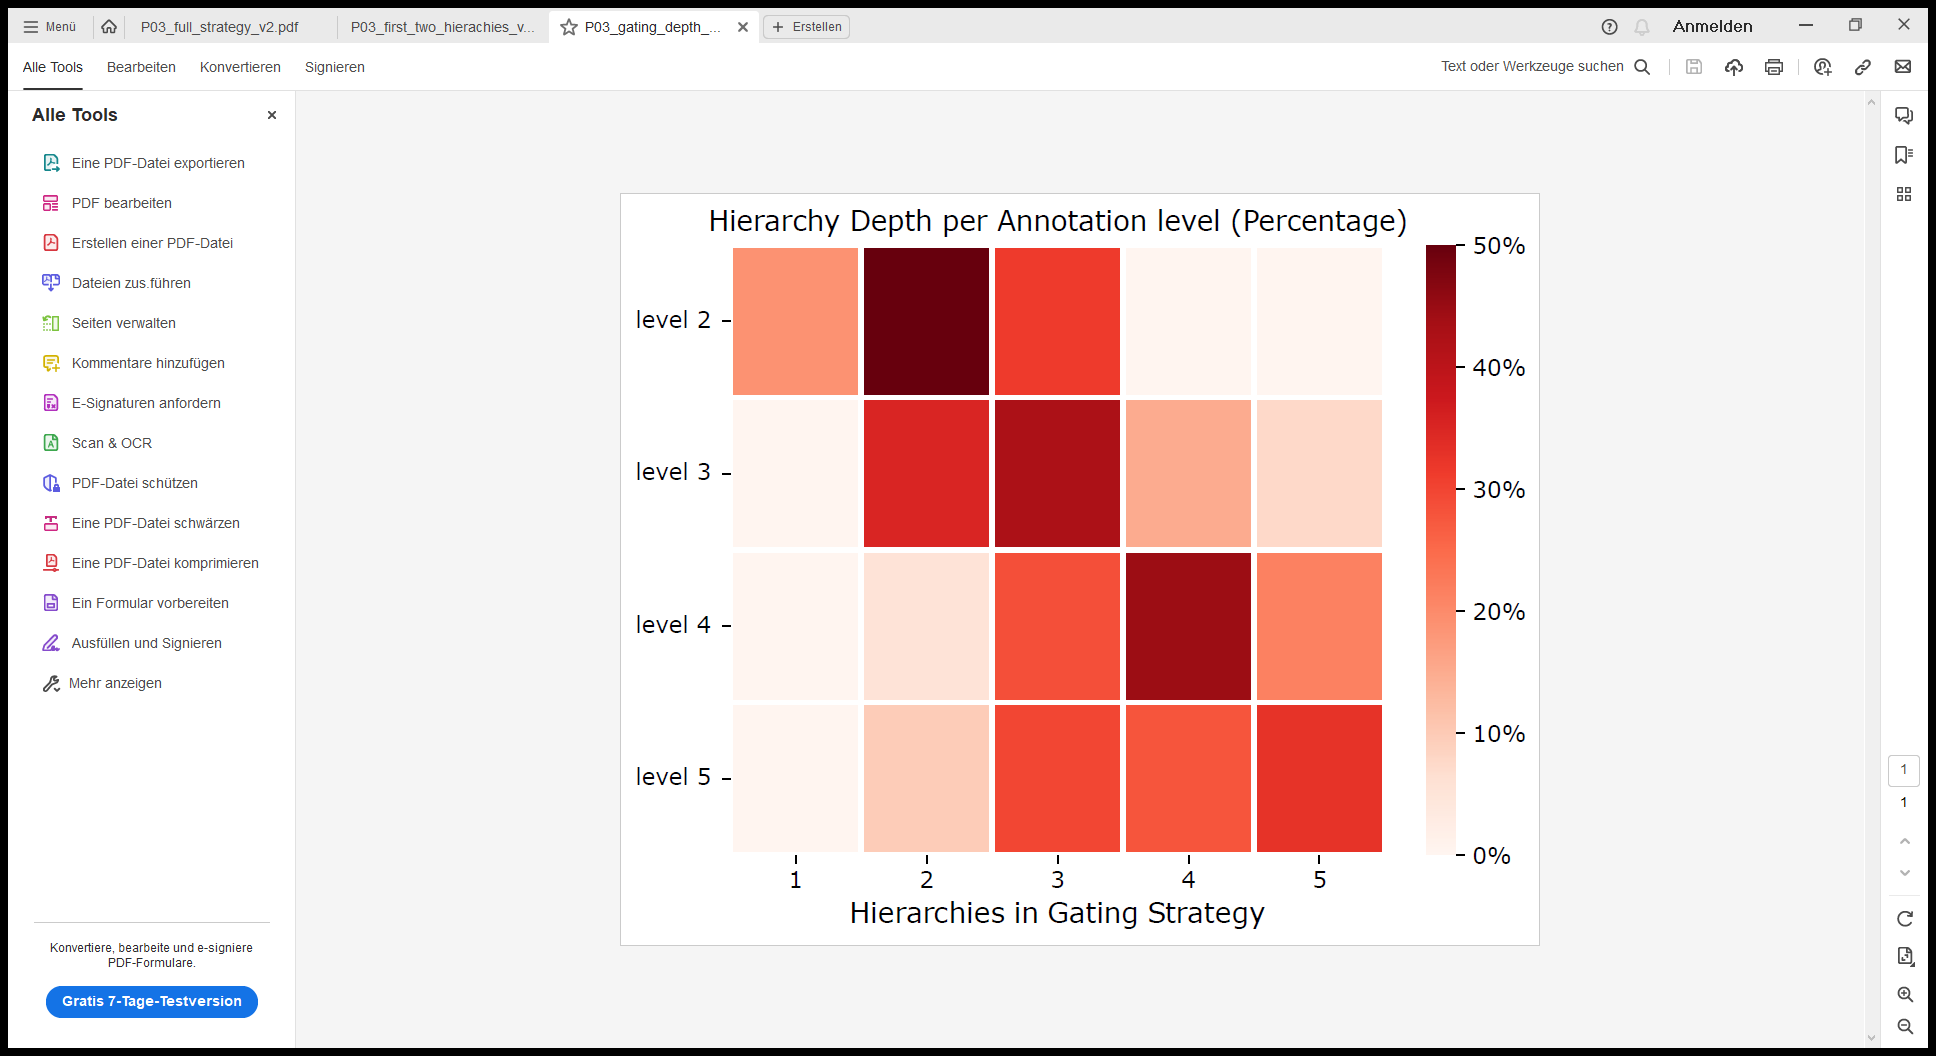 Menü
P03_full_strategy_v2.pdf
P03_first_two_hierachies_v...
P03_gating_depth_...
Erstellen
Anmelden
Alle Tools
Bearbeiten
Konvertieren
Signieren
Text oder Werkzeuge suchen
Alle Tools
Eine PDF-Datei exportieren
PDF bearbeiten
Erstellen einer PDF-Datei
Dateien zus.führen
Seiten verwalten
Kommentare hinzufügen
E-Signaturen anfordern
Scan & OCR
PDF-Datei schützen
Eine PDF-Datei schwärzen
Eine PDF-Datei komprimieren
Ein Formular vorbereiten
Ausfüllen und Signieren
Mehr anzeigen
Konvertiere, bearbeite und e-signiere
PDF-Formulare.
Gratis 7-Tage-Testversion
Hierarchy Depth per Annotation level (Percentage)
level 2
level 3
level 4
level 5
1
2
3
4
5
Hierarchies in Gating Strategy
50%
40%
30%
20%
10%
0%
1
1